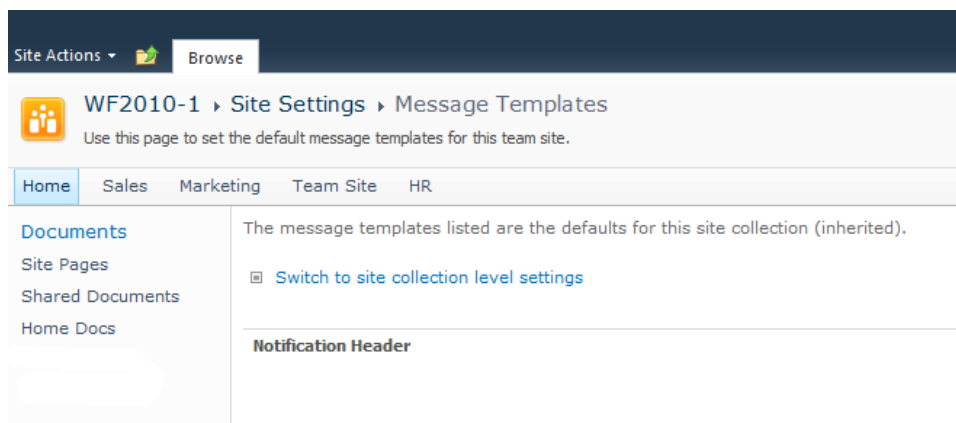 Site Actions Browse
WF2010-1 Site Settings Message Templates
Use this page to set the default message templates for this team site.
Home Sales Marketing Team Site HR
Documents
Site Pages
Shared Documents
Home Docs
The message templates listed are the defaults for this site collection (inherited).
Switch to site collection level settings
Notification Header